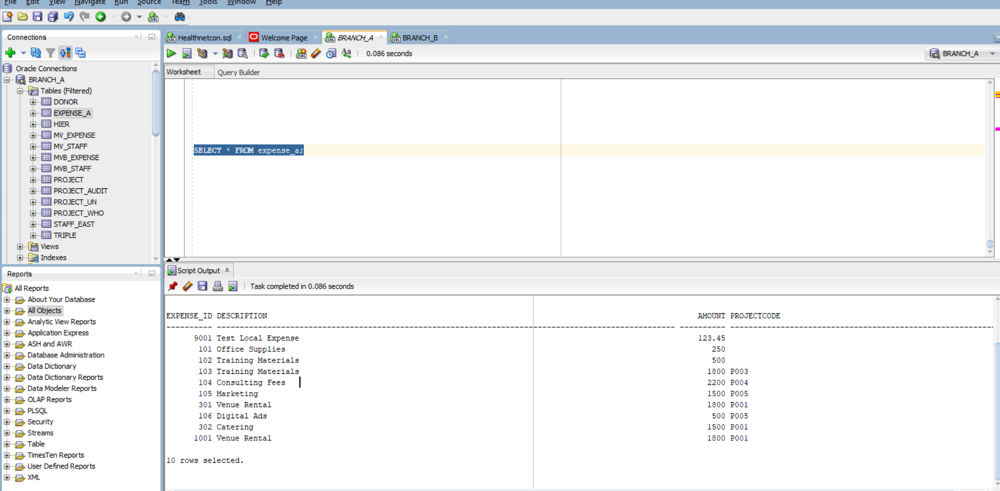 File Edit View Navigate Run Source Team Tools Window Help
Connections
Oracle Connections
BRANCH_A
Tables (Filtered)
DONOR
EXPENSE_A
HIER
MV_EXPENSE
MV_STAFF
MVB_EXPENSE
MVB_STAFF
PROJECT
PROJECT_AUDIT
PROJECT_UN
PROJECT_WHO
STAFF_EAST
TRIPLE
Views
Indexes
Reports
All Reports
About Your Database
All Objects
Analytic View Reports
Application Express
ASH and AWR
Database Administration
Data Dictionary
Data Dictionary Reports
Data Modeler Reports
OLAP Reports
PLSQL
Security
Streams
Table
TimesTen Reports
User Defined Reports
XML
Healthnetcon.sql Welcome Page BRANCH_A BRANCH_B
0.086 seconds BRANCH_A
Worksheet Query Builder
SELECT * FROM expense_a;
Script Output
Task completed in 0.086 seconds
EXPENSE_ID DESCRIPTION AMOUNT PROJECTCODE
9001 Test Local Expense 123.45
101 Office Supplies 250
102 Training Materials 500
103 Training Materials 1800 P003
104 Consulting Fees 2200 P004
105 Marketing 1500 P005
301 Venue Rental 1800 P001
106 Digital Ads 500 P005
302 Catering 1500 P001
1001 Venue Rental 1800 P001
10 rows selected.